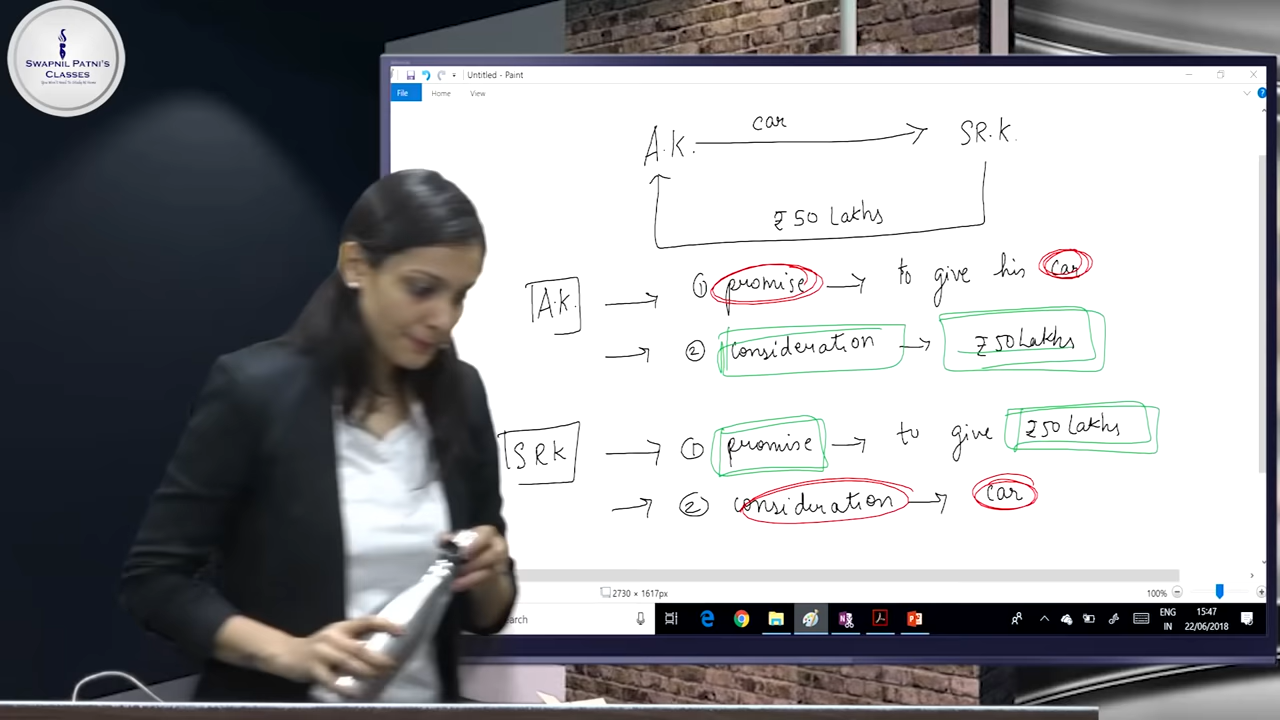 SWAPNIL PATNI'S
CLASSES
Untitled - Paint
File Home View
car
A.K. SR.K.
₹50 Lakhs
A.K. ① promise to give his car
② consideration ₹50 Lakhs
SRK ① promise to give ₹50 Lakhs
② consideration car
2730 × 1617px 100%
earch
ENG 15:47
IN 22/06/2018